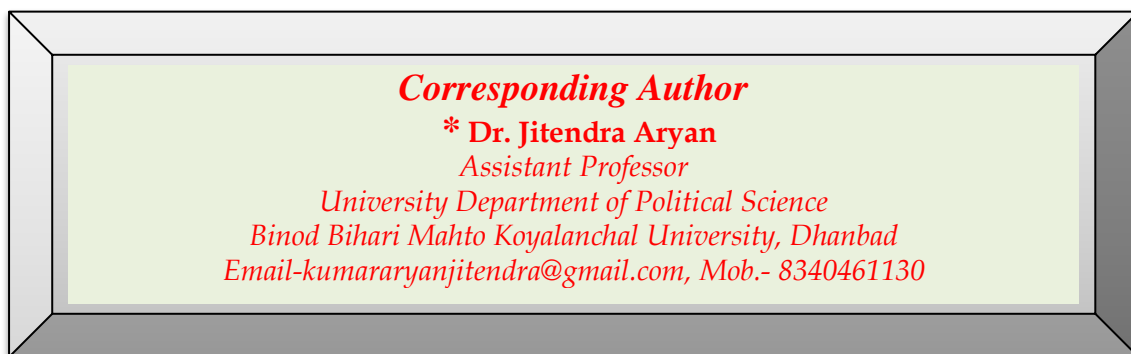 Corresponding Author
* Dr. Jitendra Aryan
Assistant Professor
University Department of Political Science
Binod Bihari Mahto Koyalanchal University, Dhanbad
Email-kumararyanjitendra@gmail.com, Mob.- 8340461130